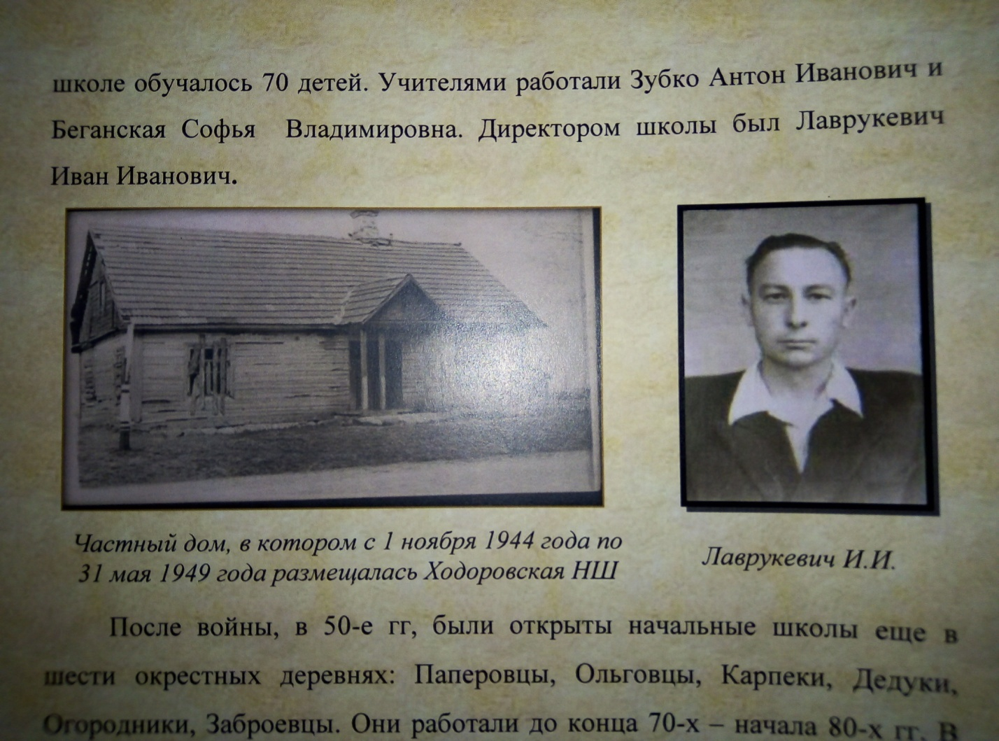 школе обучалось 70 детей. Учителями работали Зубко Антон Иванович и
Беганская Софья Владимировна. Директором школы был Лаврукевич
Иван Иванович.
Частный дом, в котором с 1 ноября 1944 года по
31 мая 1949 года размещалась Ходоровская НШ
Лаврукевич И.И.
После войны, в 50-е гг, были открыты начальные школы еще в
шести окрестных деревнях: Паперовцы, Ольговцы, Карпеки, Дедуки,
Огородники, Заброевцы. Они работали до конца 70-х – начала 80-х гг. В